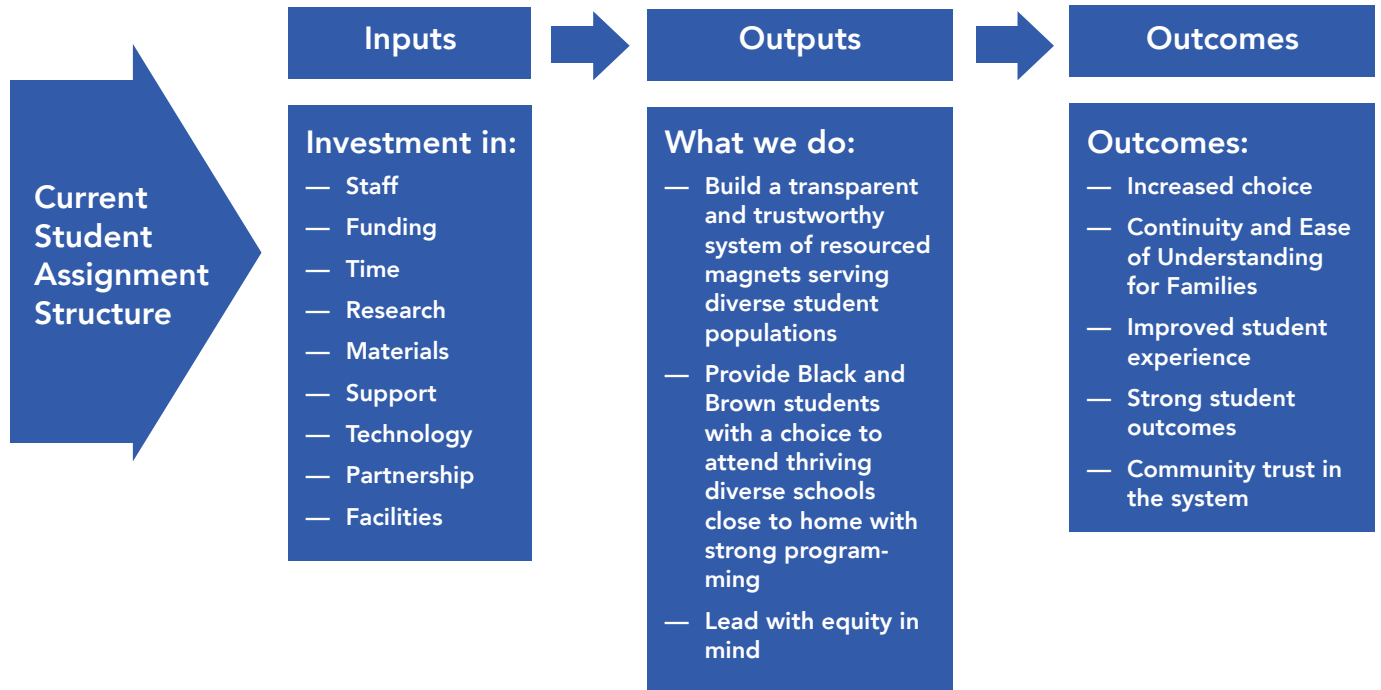 Current
Student
Assignment
Structure
Inputs
Investment in:
— Staff
— Funding
— Time
— Research
— Materials
— Support
— Technology
— Partnership
— Facilities
Outputs
What we do:
— Build a transparent
and trustworthy
system of resourced
magnets serving
diverse student
populations
— Provide Black and
Brown students
with a choice to
attend thriving
diverse schools
close to home with
strong program-
ming
— Lead with equity in
mind
Outcomes
Outcomes:
— Increased choice
— Continuity and Ease
of Understanding
for Families
— Improved student
experience
— Strong student
outcomes
— Community trust in
the system